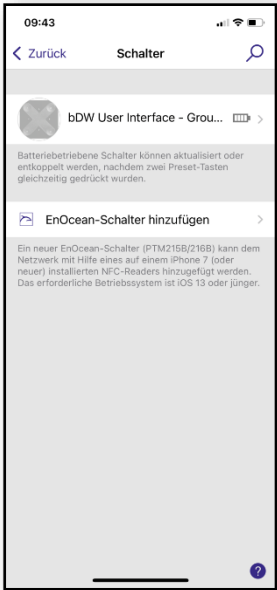 09:43
Zurück
Schalter
bDW User Interface - Grou...
Batteriebetriebene Schalter können aktualisiert oder
entkoppelt werden, nachdem zwei Preset-Tasten
gleichzeitig gedrückt wurden.
EnOcean-Schalter hinzufügen
Ein neuer EnOcean-Schalter (PTM215B/216B) kann dem
Netzwerk mit Hilfe eines auf einem iPhone 7 (oder
neuer) installierten NFC-Readers hinzugefügt werden.
Das erforderliche Betriebssystem ist iOS 13 oder jünger.
?